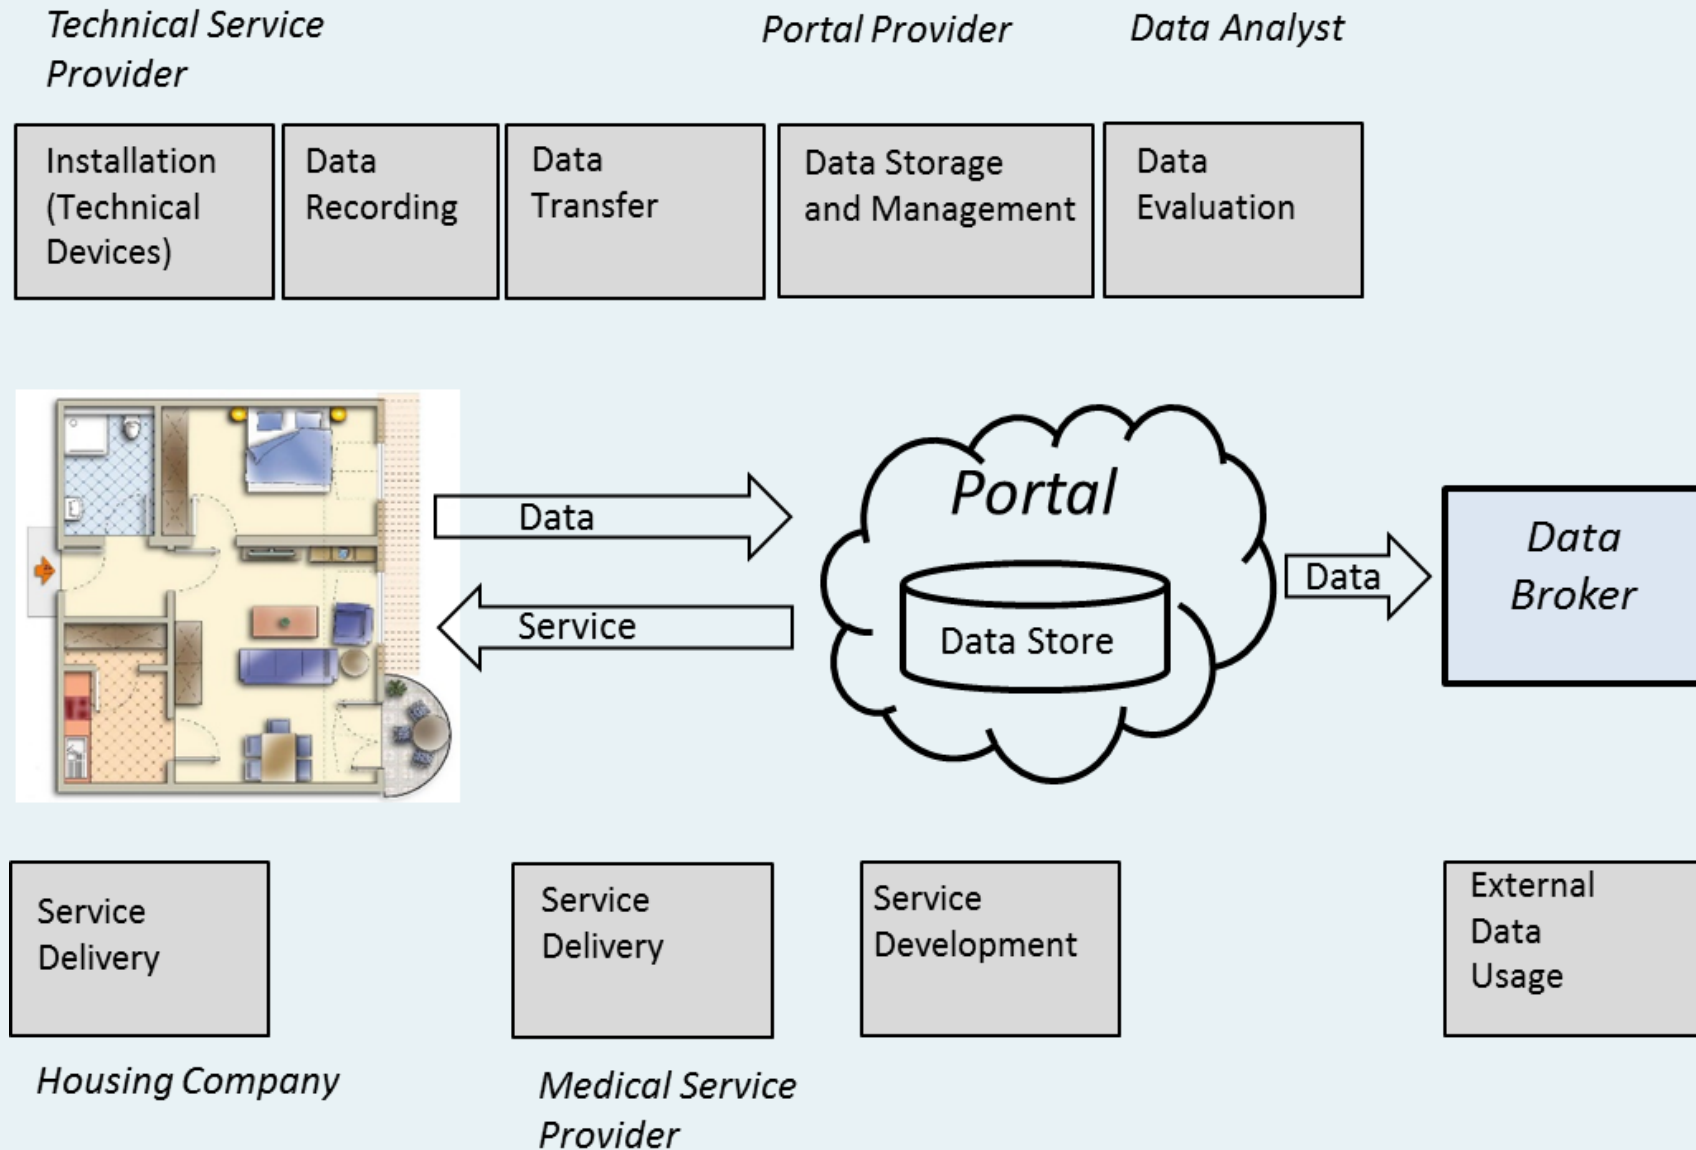 Technical Service
Provider
Portal Provider
Data Analyst
Installation
(Technical
Devices)
Data
Recording
Data
Transfer
Data Storage
and Management
Data
Evaluation
Data
Service
Portal
Data Store
Data
Data
Broker
Service
Delivery
Service
Delivery
Service
Development
External
Data
Usage
Housing Company
Medical Service
Provider